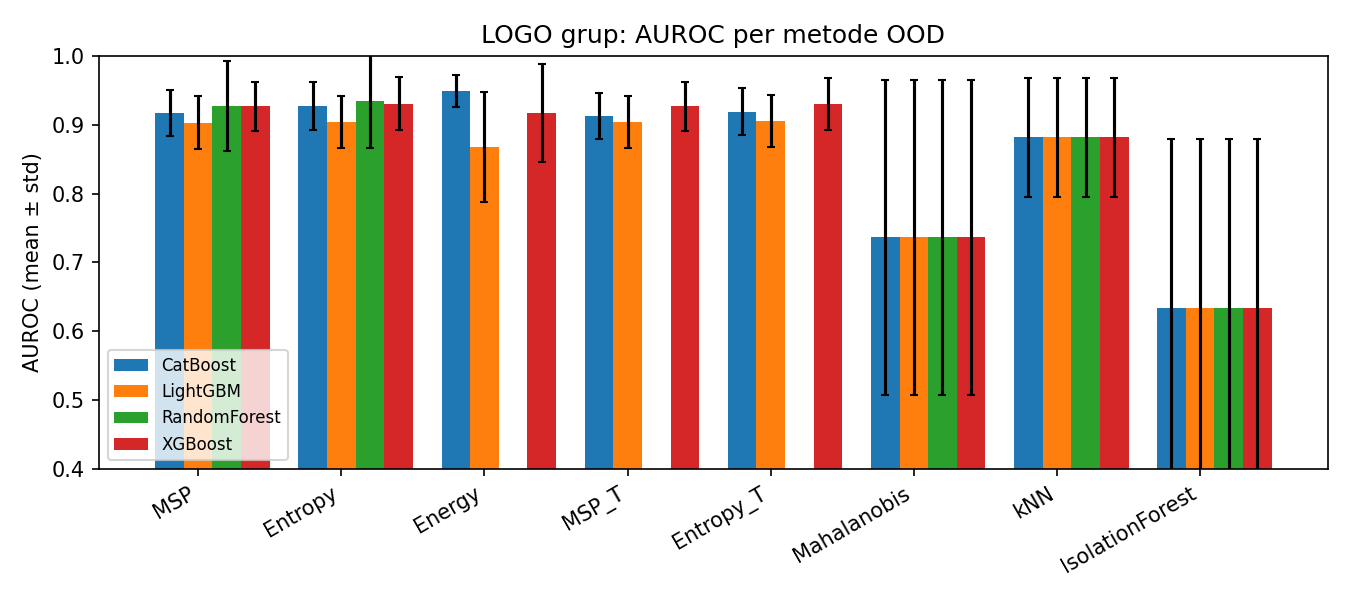 LOGO grup: AUROC per metode OOD
AUROC (mean ± std)
1.0
0.9
0.8
0.7
0.6
0.5
0.4
CatBoost
LightGBM
RandomForest
XGBoost
MSP
Entropy
Energy
MSP_T
Entropy_T
Mahalanobis
kNN
IsolationForest